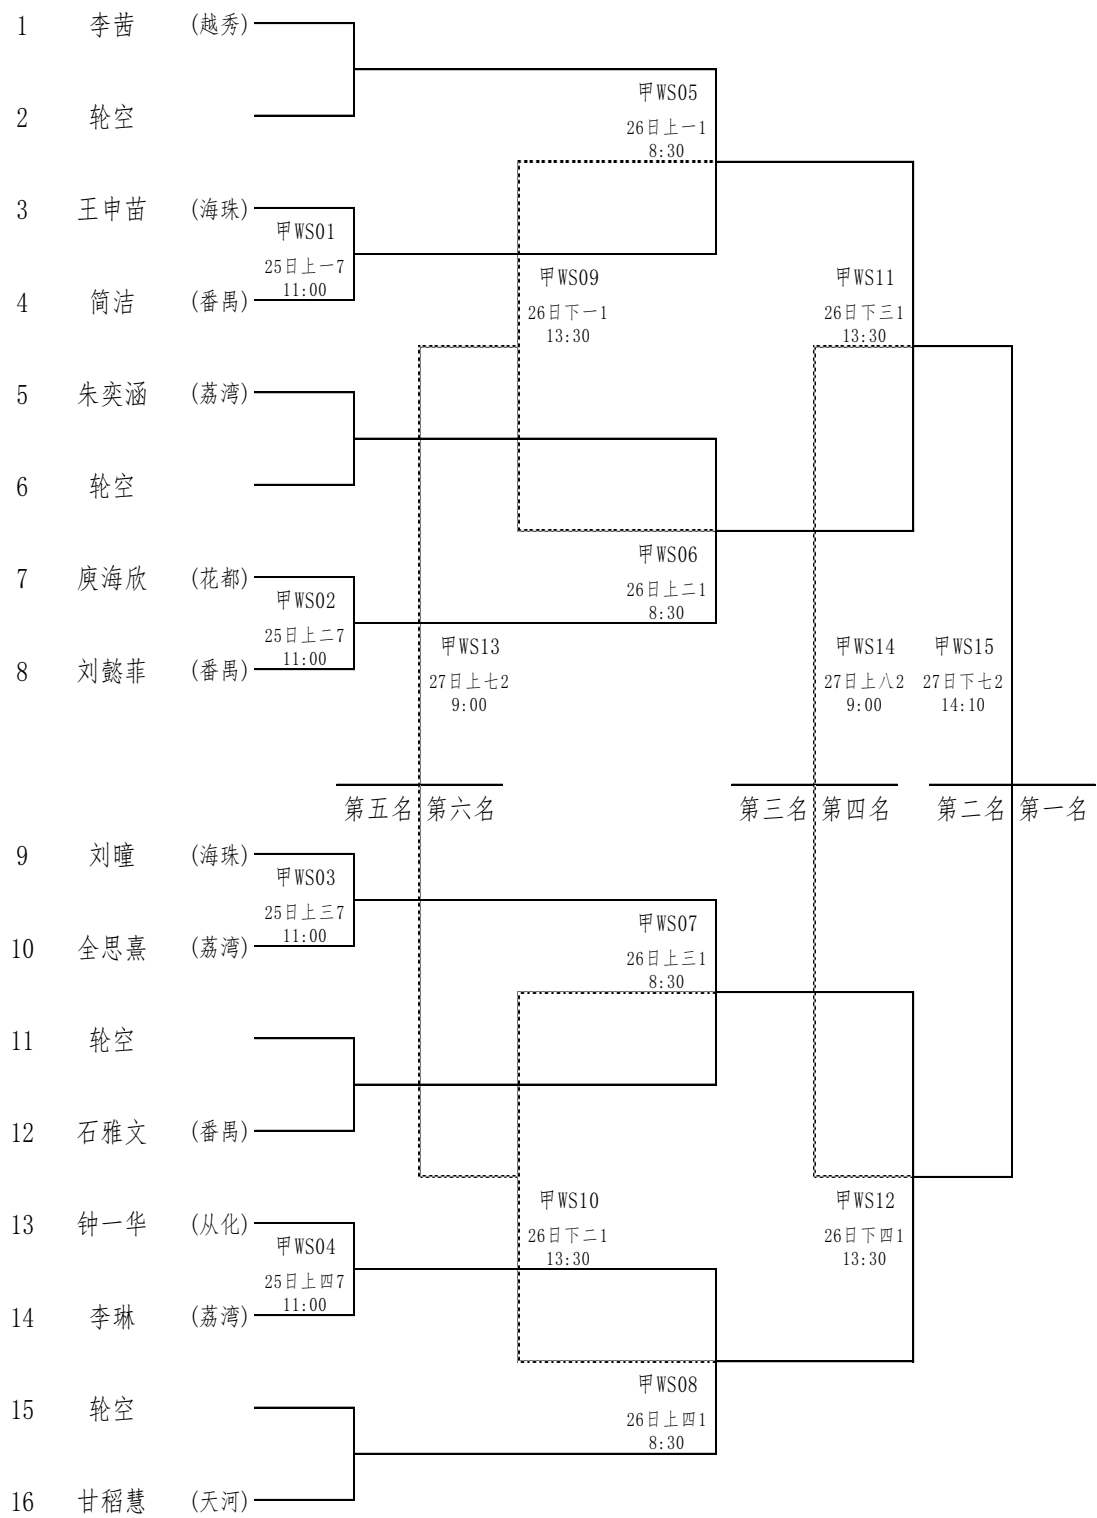 1 李茜 (越秀)
甲WS05
2 轮空
26日上一1
8:30
3 王申苗 (海珠)
甲WS01
25日上一7
11:00
甲WS09
甲WS11
4 简洁 (番禺)
26日下一1
13:30
26日下三1
13:30
5 朱奕涵 (荔湾)
6 轮空
甲WS06
7 庾海欣 (花都)
26日上二1
8:30
甲WS02
25日上二7
11:00
甲WS13
甲WS14
甲WS15
8 刘懿菲 (番禺)
27日上七2
9:00
27日上八2
9:00
27日下七2
14:10
第五名 第六名
第三名 第四名
第二名 第一名
9 刘瞳 (海珠)
甲WS03
25日上三7
11:00
甲WS07
10 全思熹 (荔湾)
26日上三1
8:30
11 轮空
12 石雅文 (番禺)
甲WS10
甲WS12
13 钟一华 (从化)
26日下二1
13:30
26日下四1
13:30
甲WS04
25日上四7
11:00
14 李琳 (荔湾)
甲WS08
15 轮空
26日上四1
8:30
16 甘稻慧 (天河)